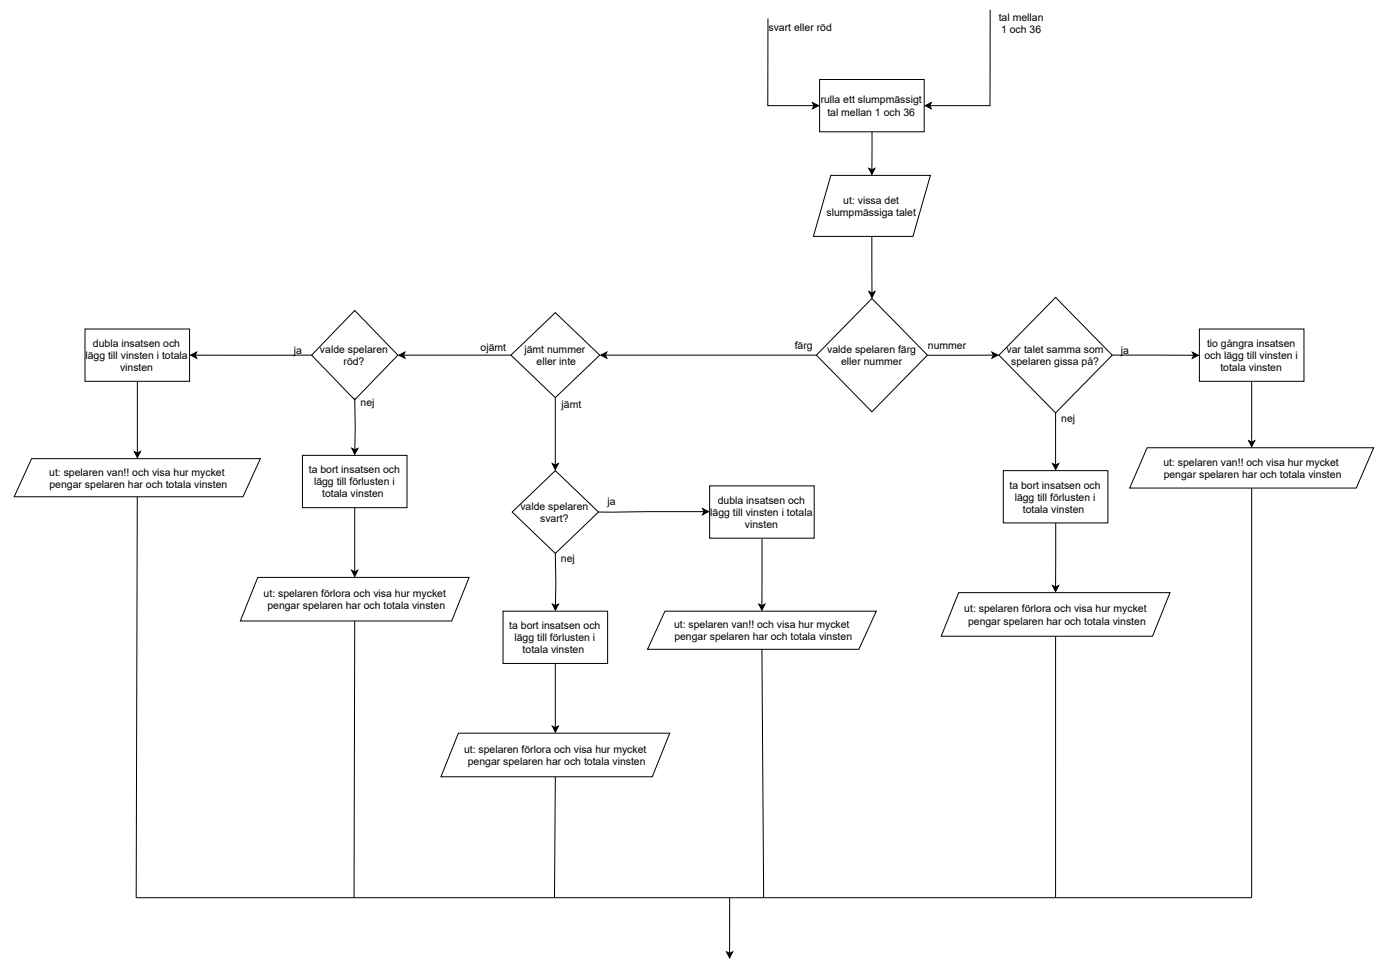 svart eller röd
tal mellan
1 och 36
rulla ett slumpmässigt
tal mellan 1 och 36
ut: vissa det
slumpmässiga talet
valde spelaren färg
eller nummer
färg
nummer
jämt nummer
eller inte
ojämt
jämt
valde spelaren
röd?
ja
nej
dubla insatsen och
lägg till vinsten i totala
vinsten
ut: spelaren van!! och visa hur mycket
pengar spelaren har och totala vinsten
ta bort insatsen och
lägg till förlusten i
totala vinsten
ut: spelaren förlora och visa hur mycket
pengar spelaren har och totala vinsten
valde spelaren
svart?
ja
nej
dubla insatsen och
lägg till vinsten i totala
vinsten
ut: spelaren van!! och visa hur mycket
pengar spelaren har och totala vinsten
ta bort insatsen och
lägg till förlusten i
totala vinsten
ut: spelaren förlora och visa hur mycket
pengar spelaren har och totala vinsten
var talet samma som
spelaren gissa på?
ja
nej
tio gångra insatsen
och lägg till vinsten i
totala vinsten
ut: spelaren van!! och visa hur mycket
pengar spelaren har och totala vinsten
ta bort insatsen och
lägg till förlusten i
totala vinsten
ut: spelaren förlora och visa hur mycket
pengar spelaren har och totala vinsten